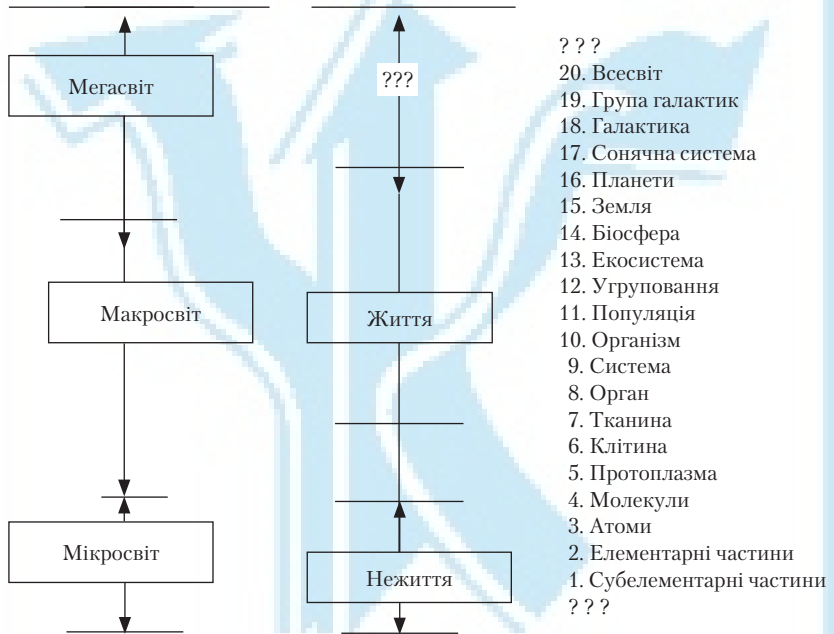 Мегасвіт
Макросвіт
Мікросвіт
???
Життя
Нежиття
? ? ?
20. Всесвіт
19. Група галактик
18. Галактика
17. Сонячна система
16. Планети
15. Земля
14. Біосфера
13. Екосистема
12. Угруповання
11. Популяція
10. Організм
9. Система
8. Орган
7. Тканина
6. Клітина
5. Протоплазма
4. Молекули
3. Атоми
2. Елементарні частини
1. Субелементарні частини
? ? ?